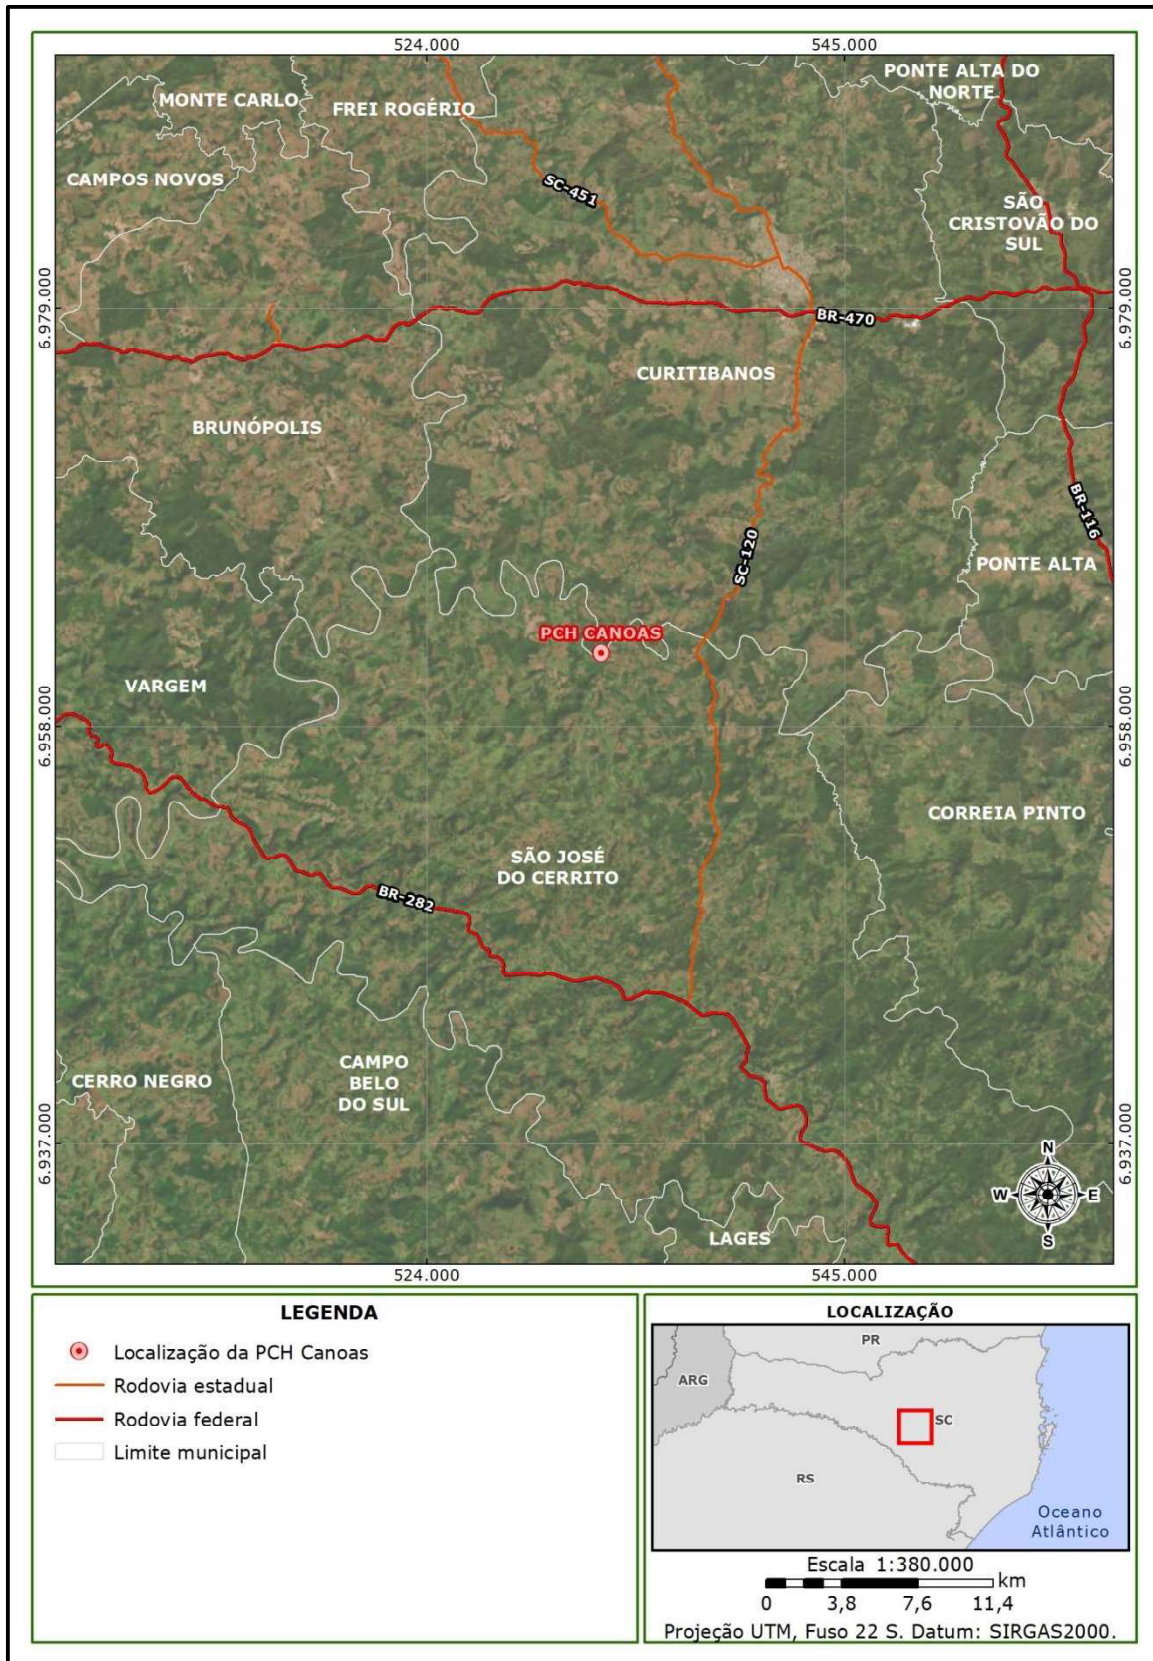 524.000
545.000
PONTE ALTA DO
NORTE
MONTE CARLO
FREI ROGÉRIO
CAMPOS NOVOS
SC-451
SÃO
CRISTOVÃO DO
SUL
6.979.000
6.979.000
BR-470
CURITIBANOS
BRUNÓPOLIS
BR-116
SC-120
PONTE ALTA
PCH CANOAS
VARGEM
6.958.000
6.958.000
CORREIA PINTO
SÃO JOSÉ
DO CERRITO
BR-282
CAMPO
BELO
DO SUL
CERRO NEGRO
6.937.000
6.937.000
N
W
E
S
LAGES
524.000
545.000
LEGENDA
Localização da PCH Canoas
Rodovia estadual
Rodovia federal
Limite municipal
LOCALIZAÇÃO
PR
ARG
SC
RS
Oceano
Atlântico
Escala 1:380.000
km
0 3,8 7,6 11,4
Projeção UTM, Fuso 22 S. Datum: SIRGAS2000.